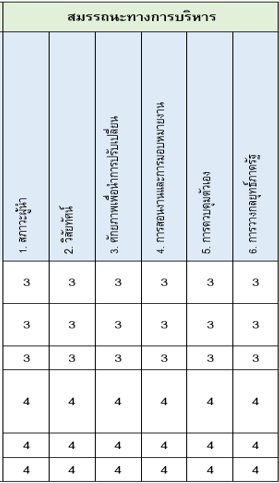 สมรรถนะทางการบริหาร
1. สภาวะผู้นำ
2. วิสัยทัศน์
3. ศักยภาพเพื่อนำการปรับเปลี่ยน
4. การสอนงานและการมอบหมายงาน
5. การควบคุมตัวเอง
6. การวางกลยุทธ์ภาครัฐ
3 3 3 3 3 3
3 3 3 3 3 3
3 3 3 3 3 3
4 4 4 4 4 4
4 4 4 4 4 4
4 4 4 4 4 4